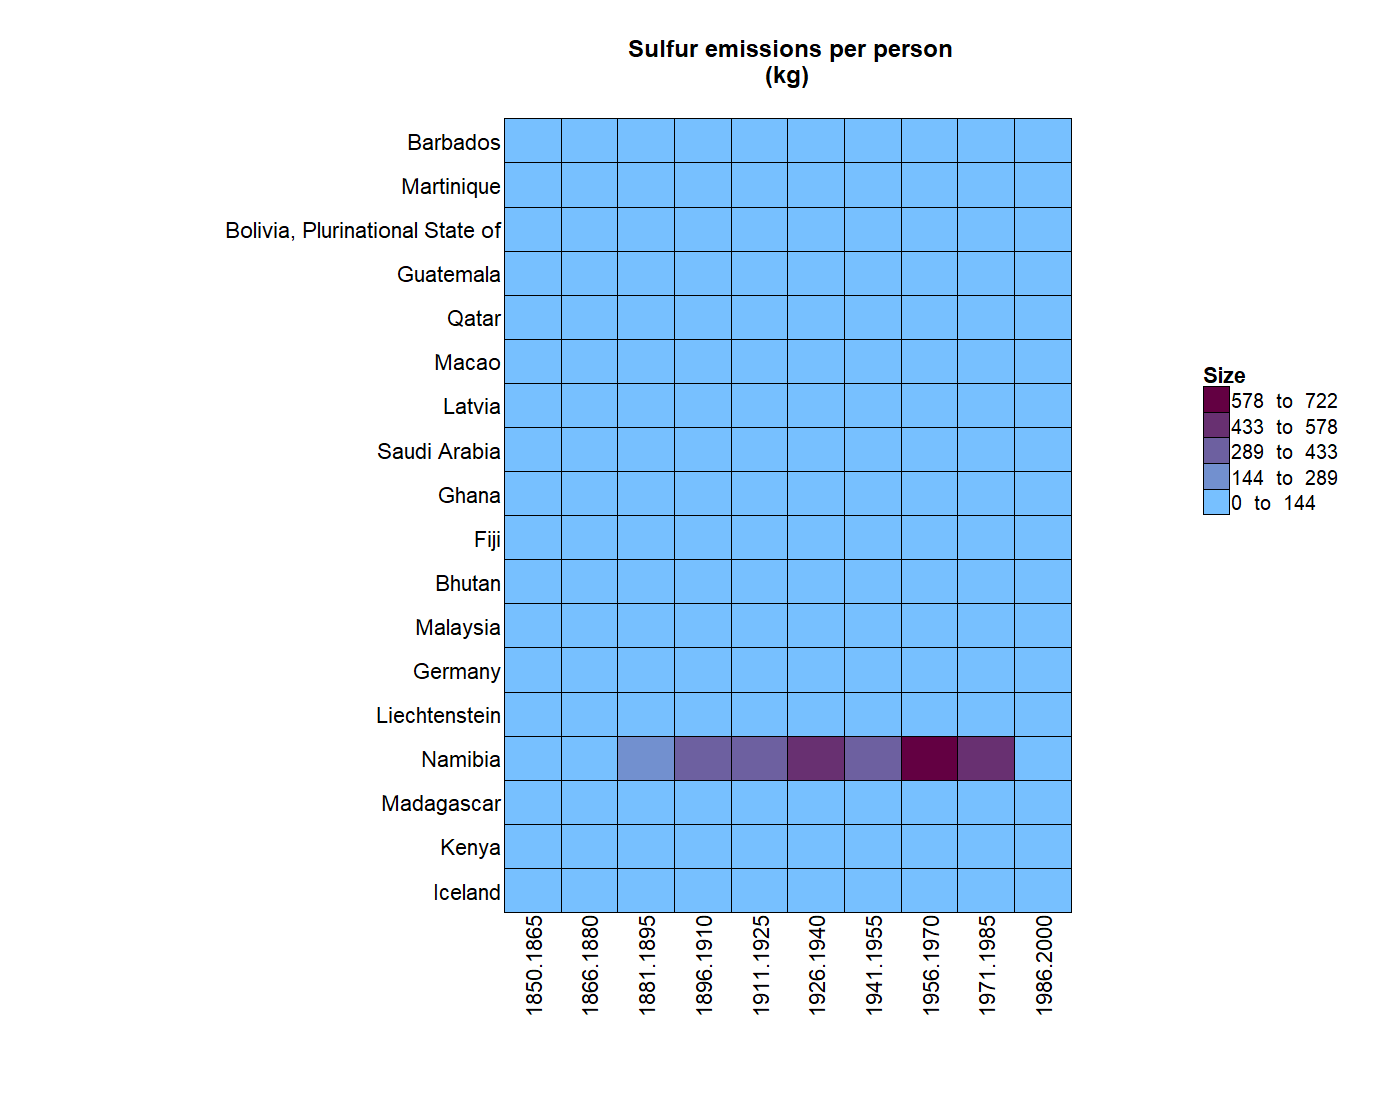 Sulfur emissions per person
(kg)
Barbados
Martinique
Bolivia, Plurinational State of
Guatemala
Qatar
Macao
Latvia
Saudi Arabia
Ghana
Fiji
Bhutan
Malaysia
Germany
Liechtenstein
Namibia
Madagascar
Kenya
Iceland
1850.1865
1866.1880
1881.1895
1896.1910
1911.1925
1926.1940
1941.1955
1956.1970
1971.1985
1986.2000
Size
578 to 722
433 to 578
289 to 433
144 to 289
0 to 144